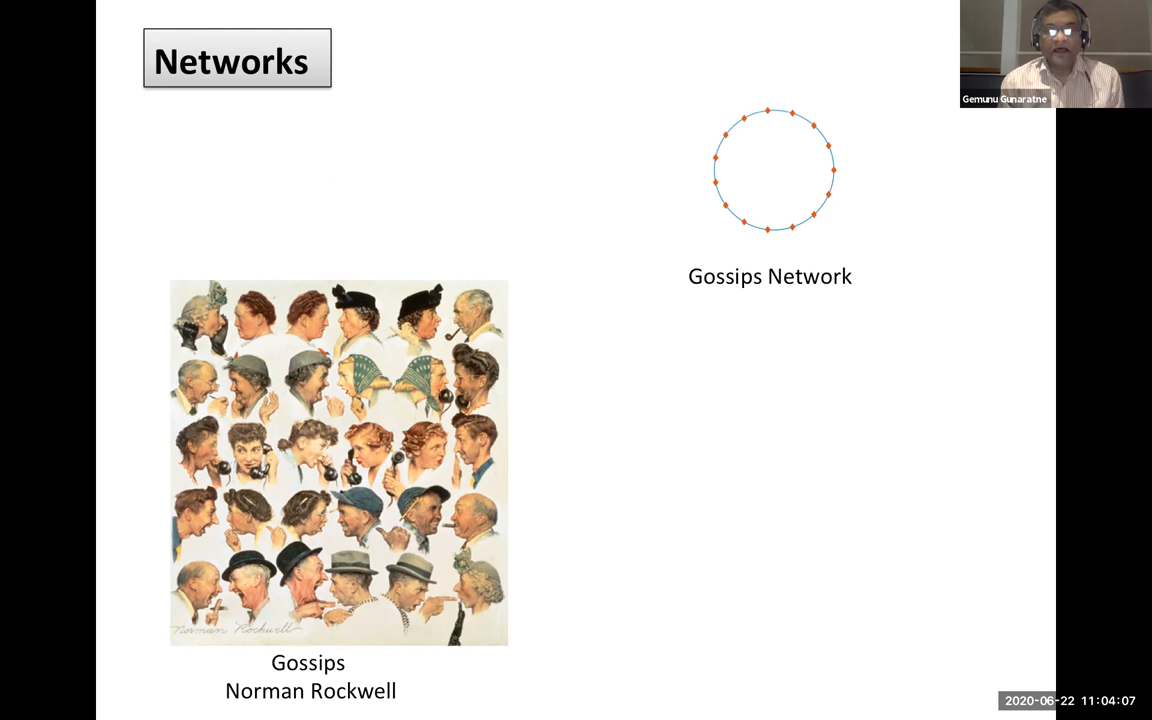 Networks
Gemunu Gunaratne
Gossips Network
Norman Rockwell
Gossips
Norman Rockwell
2020-06-22 11:04:07